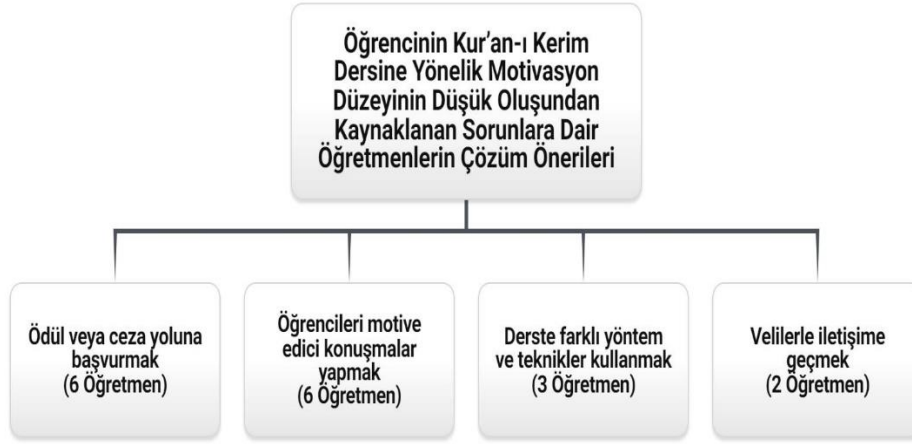 Öğrencinin Kur'an-ı Kerim
Dersine Yönelik Motivasyon
Düzeyinin Düşük Oluşundan
Kaynaklanan Sorunlara Dair
Öğretmenlerin Çözüm Önerileri
Ödül veya ceza yoluna
başvurmak
(6 Öğretmen)
Öğrencileri motive
edici konuşmalar
yapmak
(6 Öğretmen)
Derste farklı yöntem
ve teknikler kullanmak
(3 Öğretmen)
Velilerle iletişime
geçmek
(2 Öğretmen)